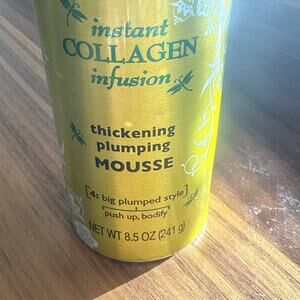 instant
COLLAGEN
infusion
thickening
plumping
MOUSSE
[4: big plumped style]
push up, bodify
NET WT 8.5 OZ (241 g)